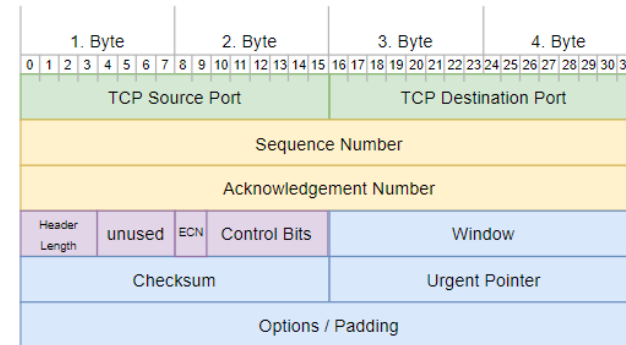 1. Byte 2. Byte 3. Byte 4. Byte
0 1 2 3 4 5 6 7 8 9 10 11 12 13 14 15 16 17 18 19 20 21 22 23 24 25 26 27 28 29 30 3
TCP Source Port TCP Destination Port
Sequence Number
Acknowledgement Number
Header Length unused ECN Control Bits Window
Checksum Urgent Pointer
Options / Padding